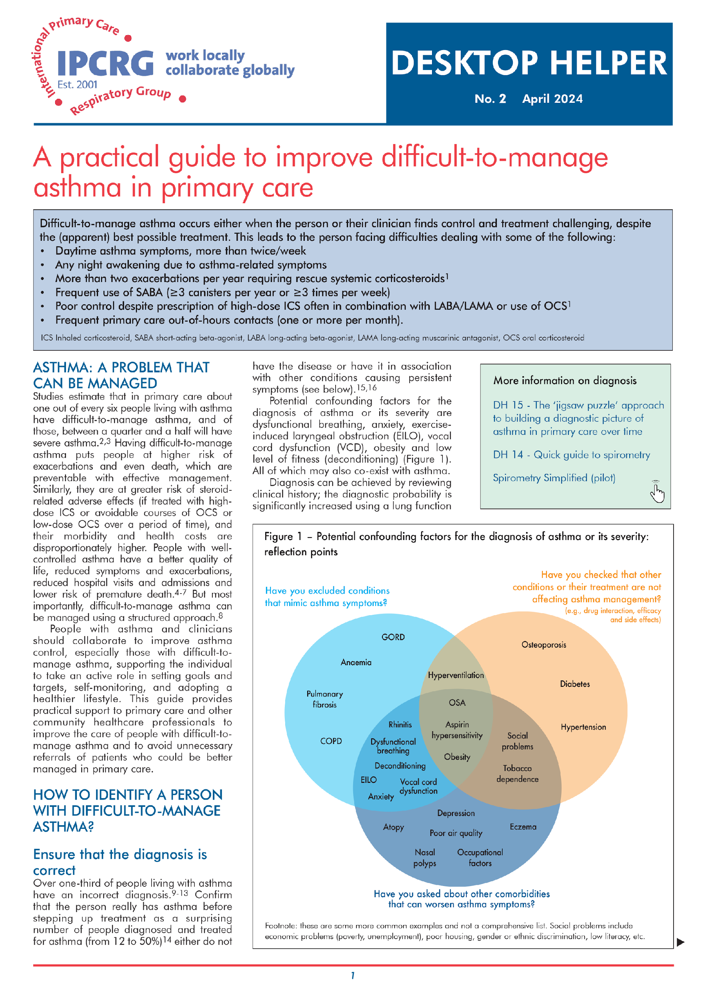 International Primary Care
IPCRG
Est. 2001
Respiratory Group
work locally
collaborate globally
DESKTOP HELPER
No. 2 April 2024
A practical guide to improve difficult-to-manage
asthma in primary care
Difficult-to-manage asthma occurs either when the person or their clinician finds control and treatment challenging, despite
the (apparent) best possible treatment. This leads to the person facing difficulties dealing with some of the following:
• Daytime asthma symptoms, more than twice/week
• Any night awakening due to asthma-related symptoms
• More than two exacerbations per year requiring rescue systemic corticosteroids1
• Frequent use of SABA (≥3 canisters per year or ≥3 times per week)
• Poor control despite prescription of high-dose ICS often in combination with LABA/LAMA or use of OCS1
• Frequent primary care out-of-hours contacts (one or more per month).
ICS Inhaled corticosteroid, SABA short-acting beta-agonist, LABA long-acting beta-agonist, LAMA long-acting muscarinic antagonist, OCS oral corticosteroid
ASTHMA: A PROBLEM THAT
CAN BE MANAGED
Studies estimate that in primary care about
one out of every six people living with asthma
have difficult-to-manage asthma, and of
those, between a quarter and a half will have
severe asthma.2,3 Having difficult-to-manage
asthma puts people at higher risk of
exacerbations and even death, which are
preventable with effective management.
Similarly, they are at greater risk of steroid-
related adverse effects (if treated with high-
dose ICS or avoidable courses of OCS or
low-dose OCS over a period of time), and
their morbidity and health costs are
disproportionately higher. People with well-
controlled asthma have a better quality of
life, reduced symptoms and exacerbations,
reduced hospital visits and admissions and
lower risk of premature death.4-7 But most
importantly, difficult-to-manage asthma can
be managed using a structured approach.8
People with asthma and clinicians
should collaborate to improve asthma
control, especially those with difficult-to-
manage asthma, supporting the individual
to take an active role in setting goals and
targets, self-monitoring, and adopting a
healthier lifestyle. This guide provides
practical support to primary care and other
community healthcare professionals to
improve the care of people with difficult-to-
manage asthma and to avoid unnecessary
referrals of patients who could be better
managed in primary care.
HOW TO IDENTIFY A PERSON
WITH DIFFICULT-TO-MANAGE
ASTHMA?
Ensure that the diagnosis is
correct
Over one-third of people living with asthma
have an incorrect diagnosis.9-13 Confirm
that the person really has asthma before
stepping up treatment as a surprising
number of people diagnosed and treated
for asthma (from 12 to 50%)14 either do not
have the disease or have it in association
with other conditions causing persistent
symptoms (see below).15,16
Potential confounding factors for the
diagnosis of asthma or its severity are
dysfunctional breathing, anxiety, exercise-
induced laryngeal obstruction (EILO), vocal
cord dysfunction (VCD), obesity and low
level of fitness (deconditioning) (Figure 1).
All of which may also co-exist with asthma.
Diagnosis can be achieved by reviewing
clinical history; the diagnostic probability is
significantly increased using a lung function
More information on diagnosis
DH 15 - The ‘jigsaw puzzle’ approach
to building a diagnostic picture of
asthma in primary care over time
DH 14 - Quick guide to spirometry
Spirometry Simplified (pilot)
Figure 1 – Potential confounding factors for the diagnosis of asthma or its severity:
reflection points
Have you excluded conditions
that mimic asthma symptoms?
Have you checked that other
conditions or their treatment are not
affecting asthma management?
(e.g., drug interaction, efficacy
and side effects)
GORD
Anaemia
Pulmonary
fibrosis
COPD
Hyperventilation
Osteoporosis
Diabetes
Hypertension
OSA
Aspirin
hypersensitivity
Obesity
Rhinitis
Dysfunctional
breathing
Deconditioning
EILO
Vocal cord
dysfunction
Anxiety
Social
problems
Tobacco
dependence
Depression
Atopy
Poor air quality
Eczema
Nasal
polyps
Occupational
factors
Have you asked about other comorbidities
that can worsen asthma symptoms?
Footnote: these are some more common examples and not a comprehensive list. Social problems include
economic problems (poverty, unemployment), poor housing, gender or ethnic discrimination, low literacy, etc.
1